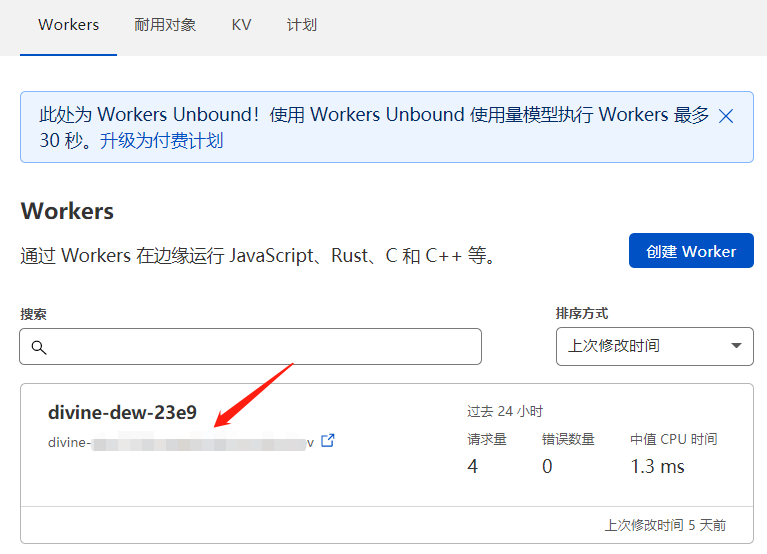 Workers 耐用对象 KV 计划
此处为 Workers Unbound！使用 Workers Unbound 使用量模型执行 Workers 最多
30 秒。升级为付费计划
Workers
通过 Workers 在边缘运行 JavaScript、Rust、C 和 C++ 等。
创建 Worker
搜索 排序方式
上次修改时间
divine-dew-23e9
过去 24 小时
divine- v
请求量 错误数量 中值 CPU 时间
4 0 1.3 ms
上次修改时间 5 天前